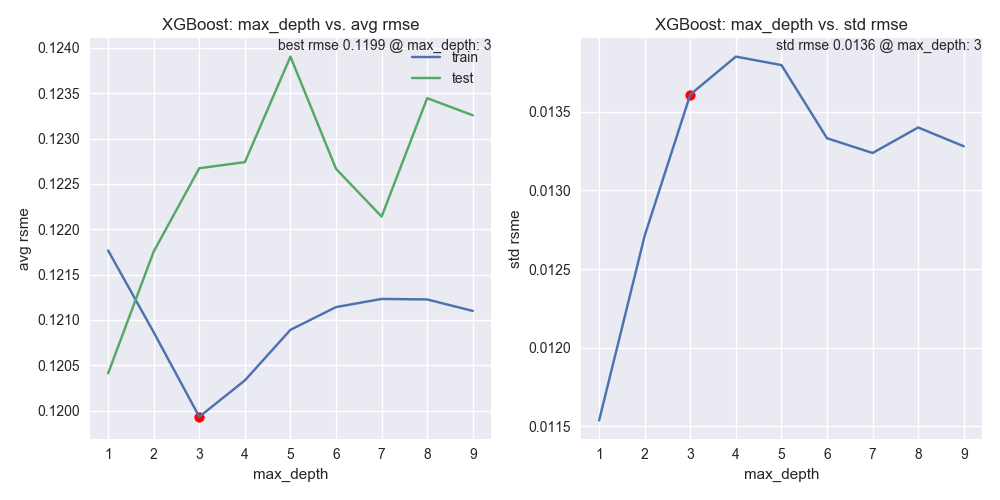 XGBoost: max_depth vs. avg rmse
best rmse 0.1199 @ max_depth: 3
train
test
0.1240
0.1235
0.1230
0.1225
0.1220
0.1215
0.1210
0.1205
0.1200
avg rsme
1 2 3 4 5 6 7 8 9
max_depth
XGBoost: max_depth vs. std rmse
std rmse 0.0136 @ max_depth: 3
0.0135
0.0130
0.0125
0.0120
0.0115
std rsme
1 2 3 4 5 6 7 8 9
max_depth